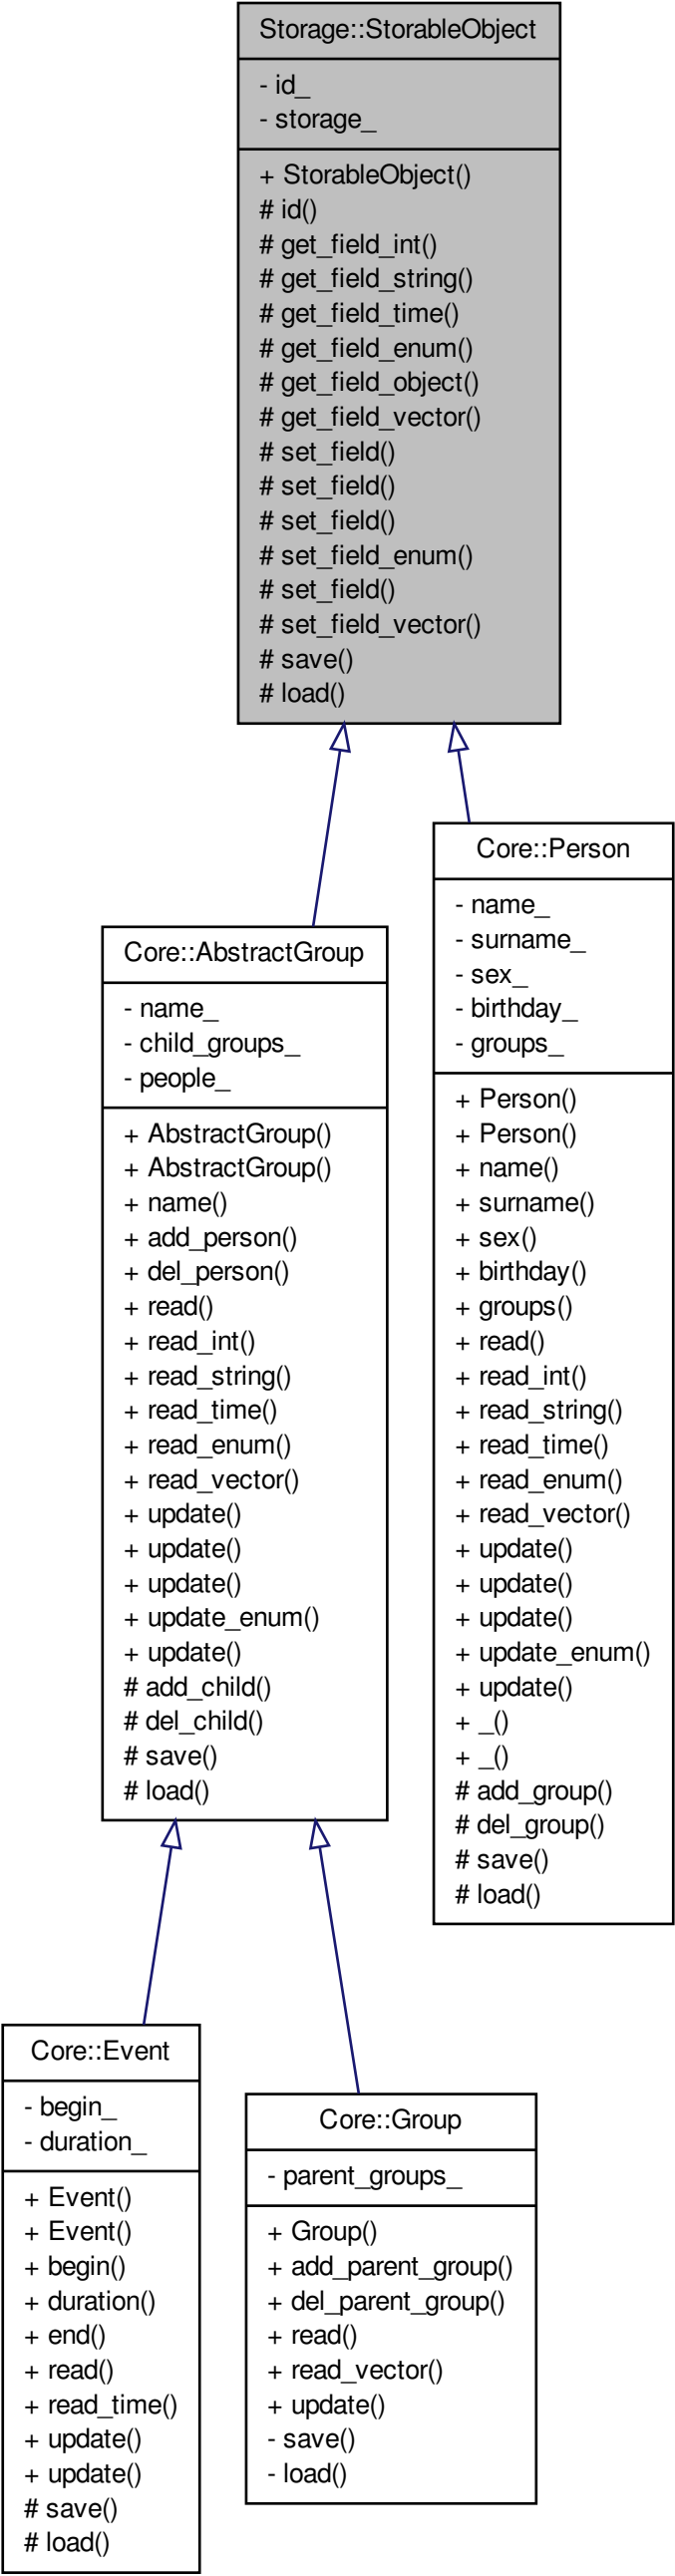 Storage::StorableObject
- id_
- storage_
+ StorableObject()
# id()
# get_field_int()
# get_field_string()
# get_field_time()
# get_field_enum()
# get_field_object()
# get_field_vector()
# set_field()
# set_field()
# set_field()
# set_field_enum()
# set_field()
# set_field_vector()
# save()
# load()
Core::AbstractGroup
- name_
- child_groups_
- people_
+ AbstractGroup()
+ AbstractGroup()
+ name()
+ add_person()
+ del_person()
+ read()
+ read_int()
+ read_string()
+ read_time()
+ read_enum()
+ read_vector()
+ update()
+ update()
+ update()
+ update_enum()
+ update()
# add_child()
# del_child()
# save()
# load()
Core::Person
- name_
- surname_
- sex_
- birthday_
- groups_
+ Person()
+ Person()
+ name()
+ surname()
+ sex()
+ birthday()
+ groups()
+ read()
+ read_int()
+ read_string()
+ read_time()
+ read_enum()
+ read_vector()
+ update()
+ update()
+ update()
+ update_enum()
+ update()
+ _()
+ _()
# add_group()
# del_group()
# save()
# load()
Core::Event
- begin_
- duration_
+ Event()
+ Event()
+ begin()
+ duration()
+ end()
+ read()
+ read_time()
+ update()
+ update()
# save()
# load()
Core::Group
- parent_groups_
+ Group()
+ add_parent_group()
+ del_parent_group()
+ read()
+ read_vector()
+ update()
- save()
- load()